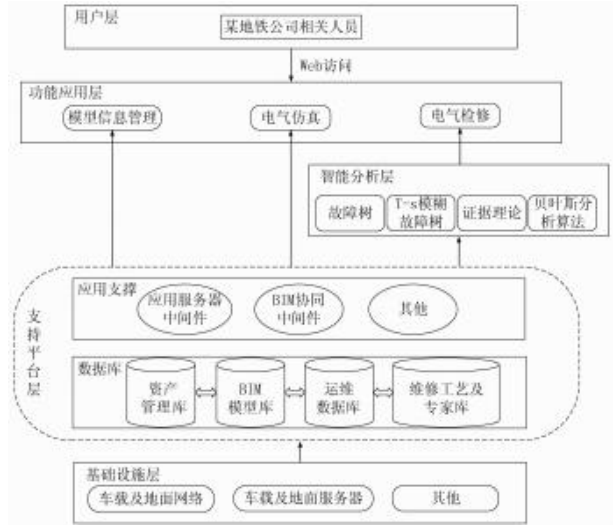 用户层
某地铁公司相关人员
Web访问
功能应用层
模型信息管理
电气仿真
电气检修
智能分析层
故障树
T-s模糊
故障树
证据理论
贝叶斯分
析算法
支持平台层
应用支撑
应用服务器
中间件
BIM协同
中间件
其他
数据库
资产
管理库
BIM
模型库
运维
数据库
维修工艺及
专家库
基础设施层
车载及地面网络
车载及地面服务器
其他